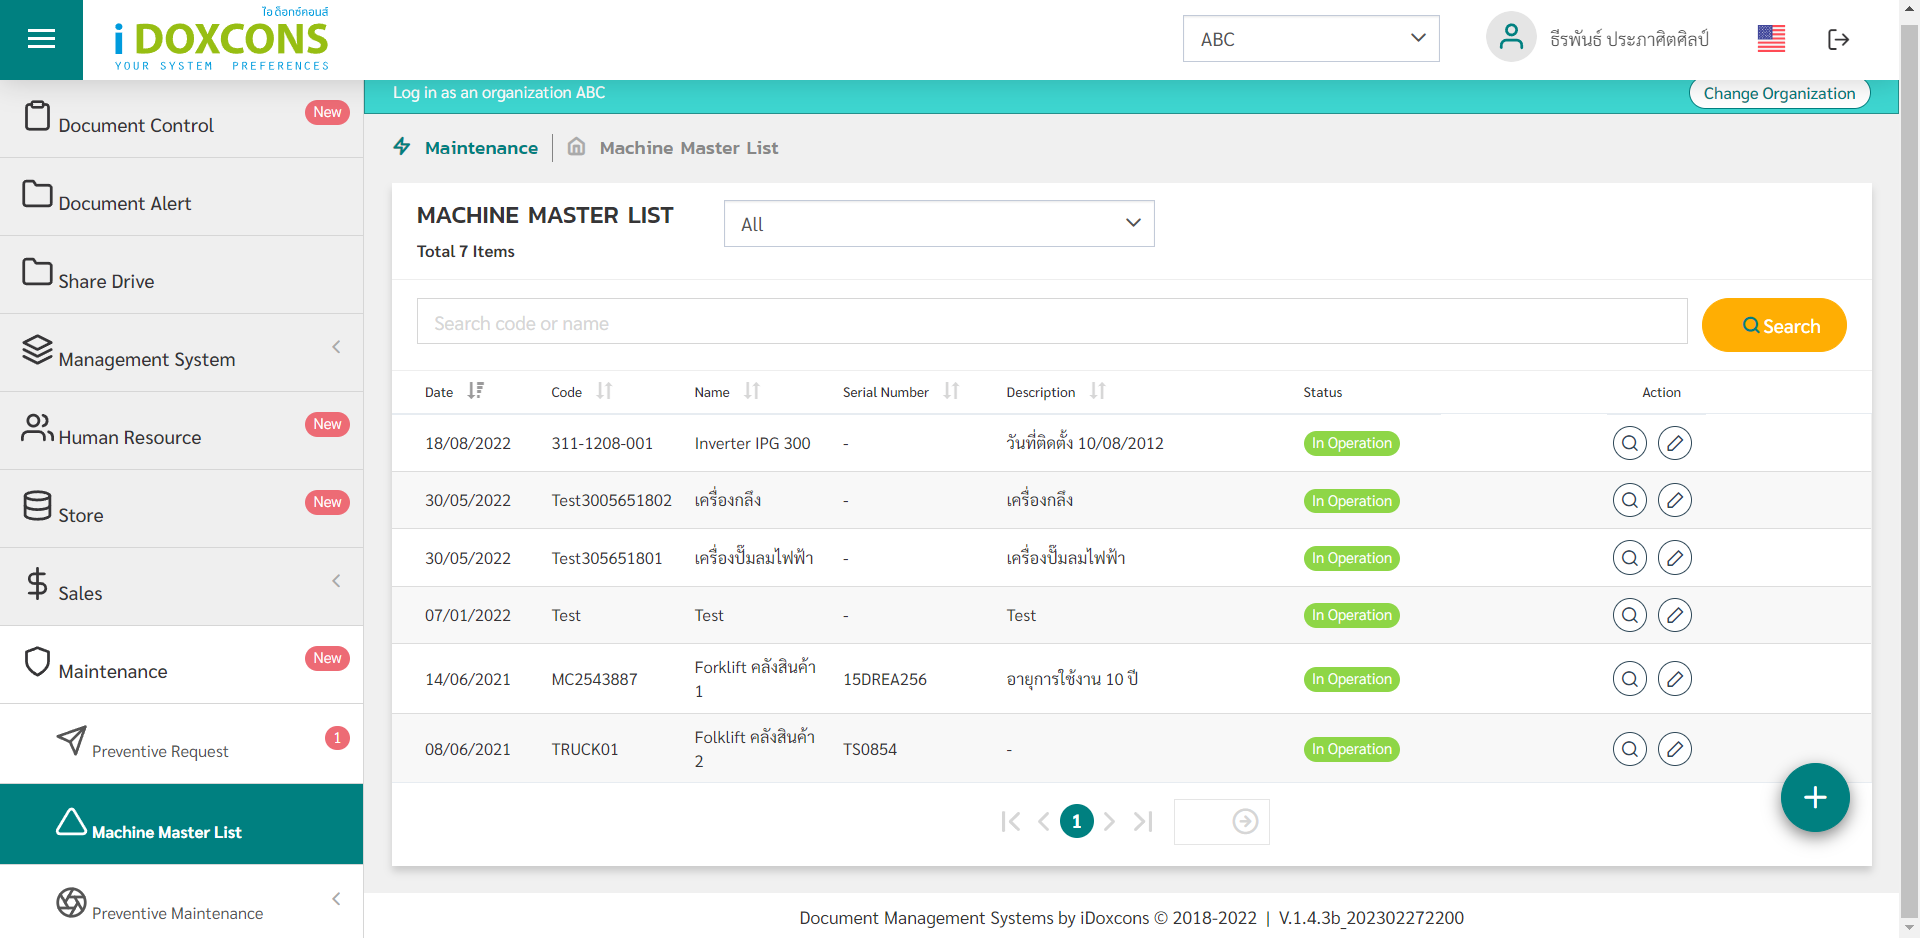 ไอ ด็อกซ์คอนส์
i DOXCONS
YOUR SYSTEM PREFERENCES
ABC
ธีรพันธ์ ประภาศิตศิลป์
Log in as an organization ABC
Change Organization
Document Control
New
Document Alert
Share Drive
Management System
Human Resource
New
Store
New
Sales
Maintenance
New
Preventive Request
1
Machine Master List
Preventive Maintenance
Maintenance
Machine Master List
MACHINE MASTER LIST
All
Total 7 Items
Search code or name
Search
Date Code Name Serial Number Description Status Action
18/08/2022 311-1208-001 Inverter IPG 300 - วันที่ติดตั้ง 10/08/2012 In Operation
30/05/2022 Test3005651802 เครื่องกลึง - เครื่องกลึง In Operation
30/05/2022 Test305651801 เครื่องปั๊มลมไฟฟ้า - เครื่องปั๊มลมไฟฟ้า In Operation
07/01/2022 Test Test - Test In Operation
14/06/2021 MC2543887 Forklift คลังสินค้า 1 15DREA256 อายุการใช้งาน 10 ปี In Operation
08/06/2021 TRUCK01 Folklift คลังสินค้า 2 TS0854 - In Operation
1
Document Management Systems by iDoxcons © 2018-2022 | V.1.4.3b_202302272200